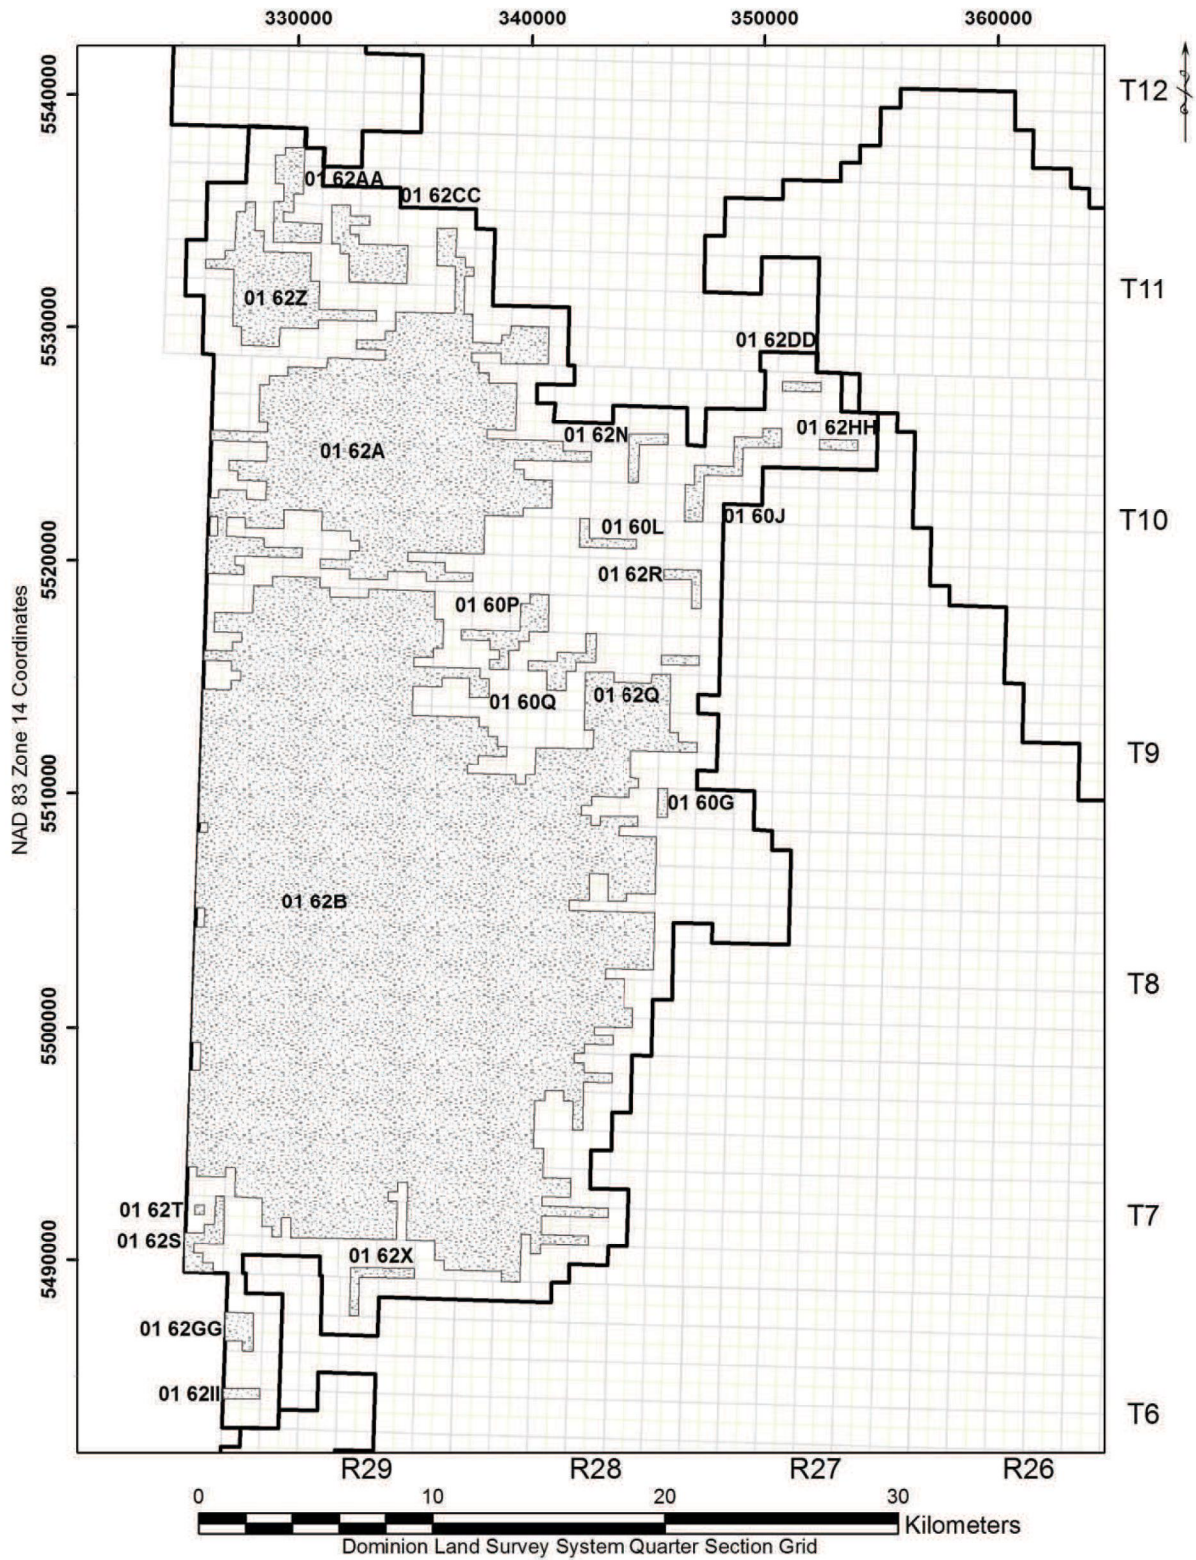 330000 340000 350000 360000
5540000
T12
01 62AA
01 62CC
T11
01 62Z
5530000
01 62DD
01 62HH
01 62N
01 62A
01 60J
T10
01 60L
5520000
01 62R
01 60P
01 62Q
01 60Q
NAD 83 Zone 14 Coordinates
T9
5510000
01 60G
01 62B
T8
5500000
01 62T
T7
01 62S
01 62X
5490000
01 62GG
01 62II
T6
R29 R28 R27 R26
0 10 20 30
Kilometers
Dominion Land Survey System Quarter Section Grid